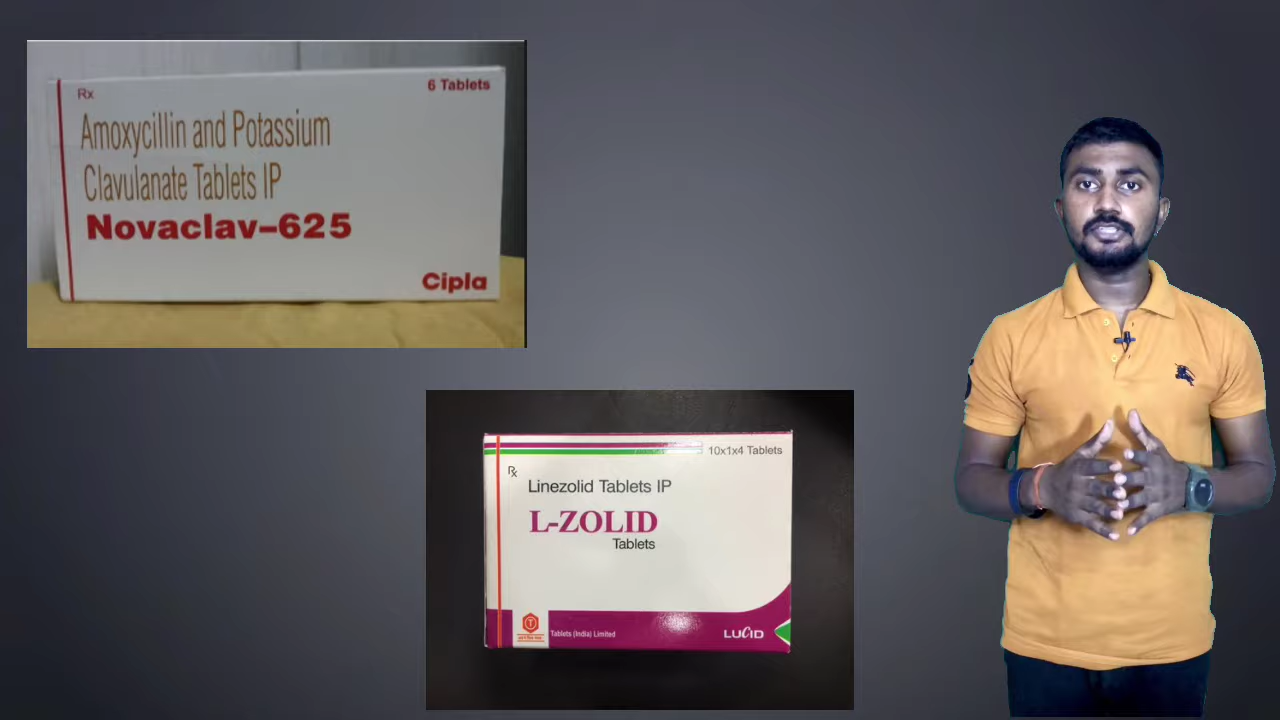 Rx
6 Tablets
Amoxycillin and Potassium
Clavulanate Tablets IP
Novaclav-625
Cipla
10x1x4 Tablets
Rx
Linezolid Tablets IP
L-ZOLID
Tablets
Tablets (India) Limited
LUCID